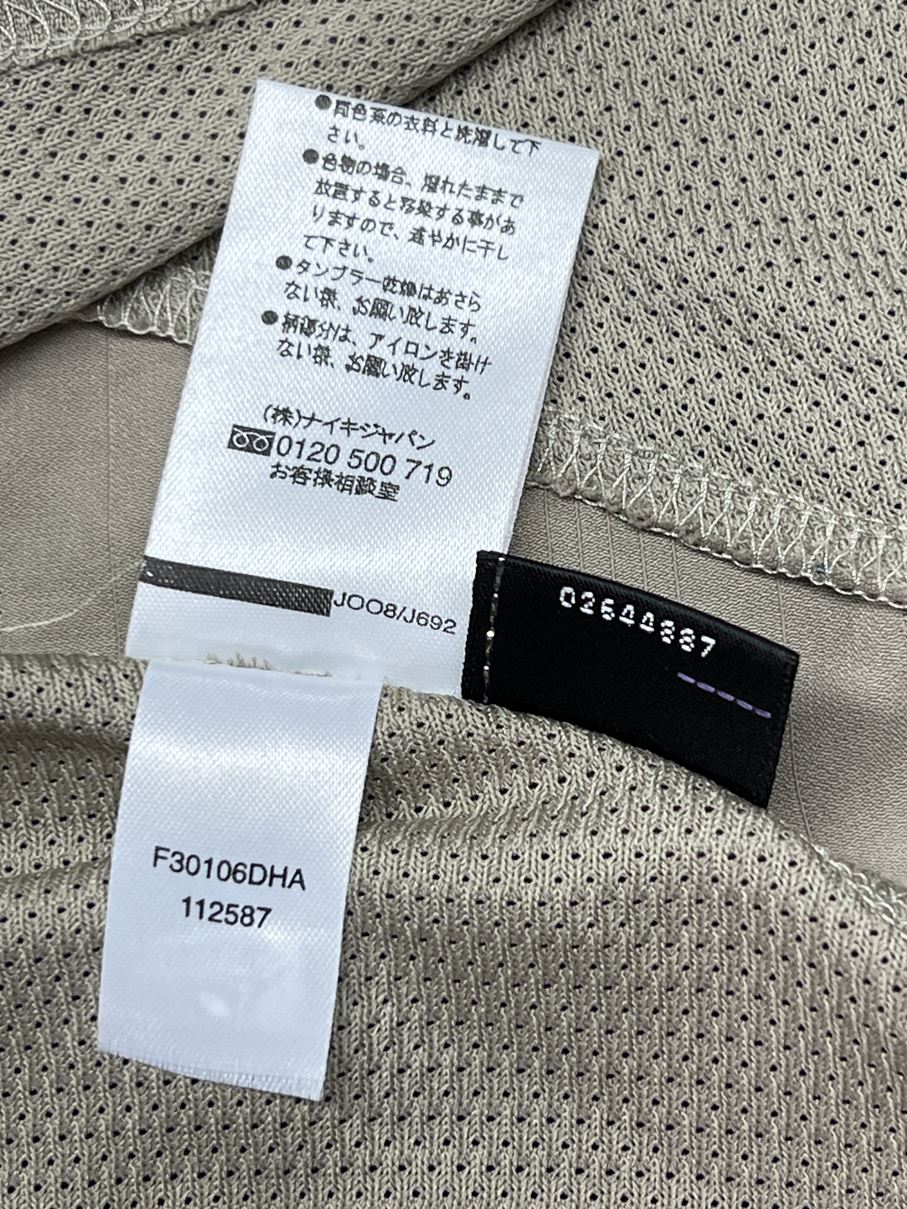 ●同色系の衣料と洗濯して下
さい。
●色物の場合、濡れたままで
放置すると移染する事があ
りますので、速やかに干し
て下さい。
●タンブラー乾燥はおさら
ない様、お願い致します。
●柄部分は、アイロンを掛け
ない様、お願い致します。
(株)ナイキジャパン
0120 500 719
お客様相談室
JOO8/J692
02644887
F30106DHA
112587